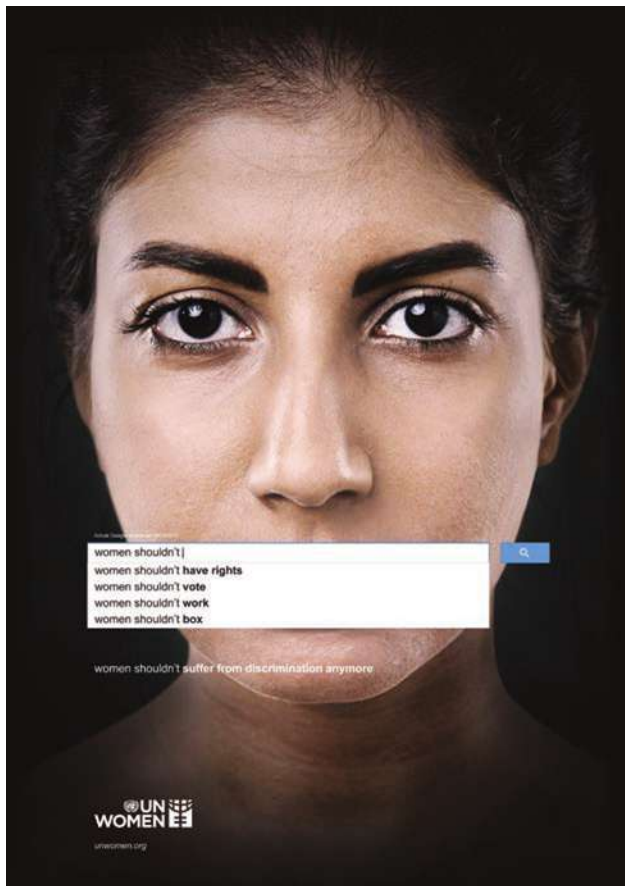 women shouldn't
women shouldn't have rights
women shouldn't vote
women shouldn't work
women shouldn't box
women shouldn't suffer from discrimination anymore
UN
WOMEN
unwomen.org